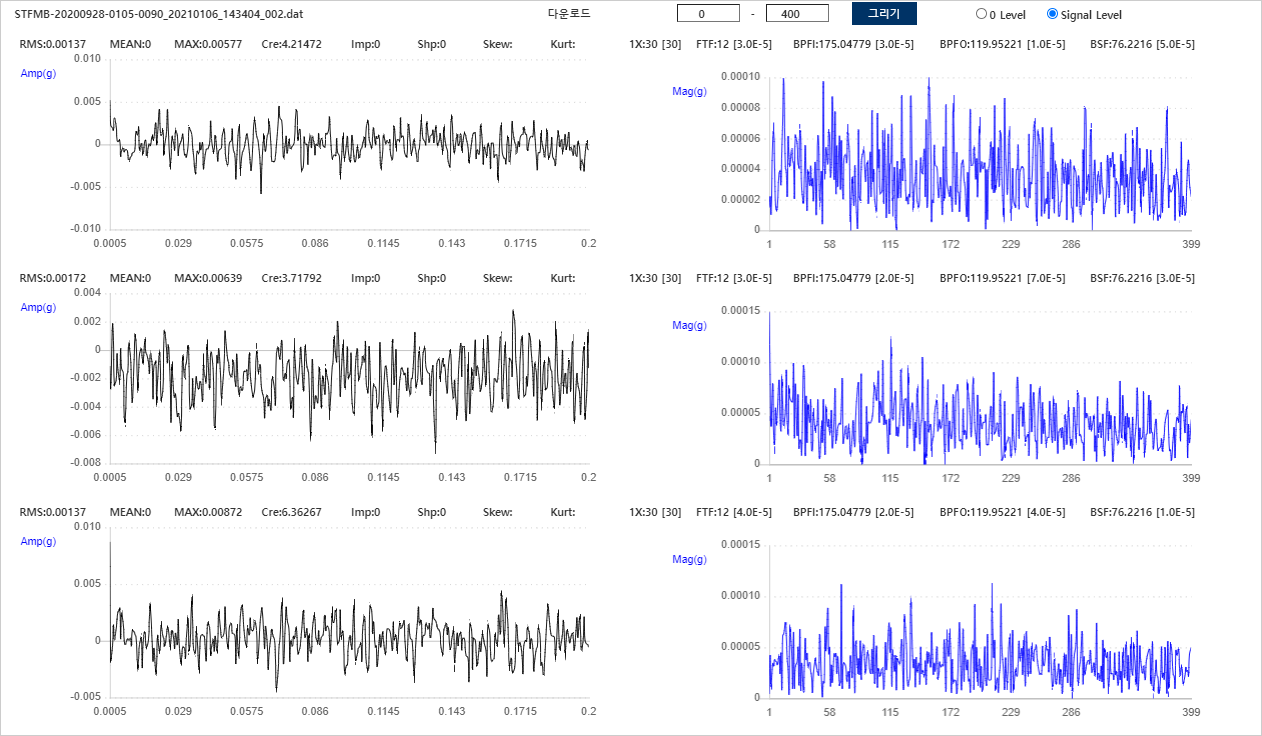 STFMB-20200928-0105-0090_20210106_143404_002.dat 다운로드 0 - 400 그리기 0 Level Signal Level
RMS:0.00137 MEAN:0 MAX:0.00577 Cre:4.21472 Imp:0 Shp:0 Skew: Kurt: 1X:30 [30] FTF:12 [3.0E-5] BPFI:175.04779 [3.0E-5] BPFO:119.95221 [1.0E-5] BSF:76.2216 [5.0E-5]
Amp(g)
0.010
0.005
0
-0.005
-0.010
0.0005 0.029 0.0575 0.086 0.1145 0.143 0.1715 0.2
Mag(g)
0.00010
0.00008
0.00006
0.00004
0.00002
0
1 58 115 172 229 286 399
RMS:0.00172 MEAN:0 MAX:0.00639 Cre:3.71792 Imp:0 Shp:0 Skew: Kurt: 1X:30 [30] FTF:12 [3.0E-5] BPFI:175.04779 [2.0E-5] BPFO:119.95221 [7.0E-5] BSF:76.2216 [3.0E-5]
Amp(g)
0.004
0.002
0
-0.002
-0.004
-0.006
-0.008
0.0005 0.029 0.0575 0.086 0.1145 0.143 0.1715 0.2
Mag(g)
0.00015
0.00010
0.00005
0
1 58 115 172 229 286 399
RMS:0.00137 MEAN:0 MAX:0.00872 Cre:6.36267 Imp:0 Shp:0 Skew: Kurt: 1X:30 [30] FTF:12 [4.0E-5] BPFI:175.04779 [2.0E-5] BPFO:119.95221 [4.0E-5] BSF:76.2216 [1.0E-5]
Amp(g)
0.010
0.005
0
-0.005
0.0005 0.029 0.0575 0.086 0.1145 0.143 0.1715 0.2
Mag(g)
0.00015
0.00010
0.00005
0
1 58 115 172 229 286 399